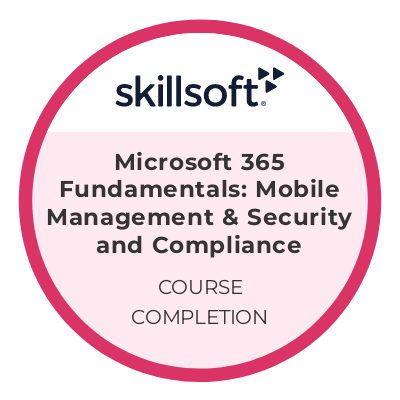 skillsoft®
Microsoft 365
Fundamentals: Mobile
Management & Security
and Compliance
COURSE
COMPLETION